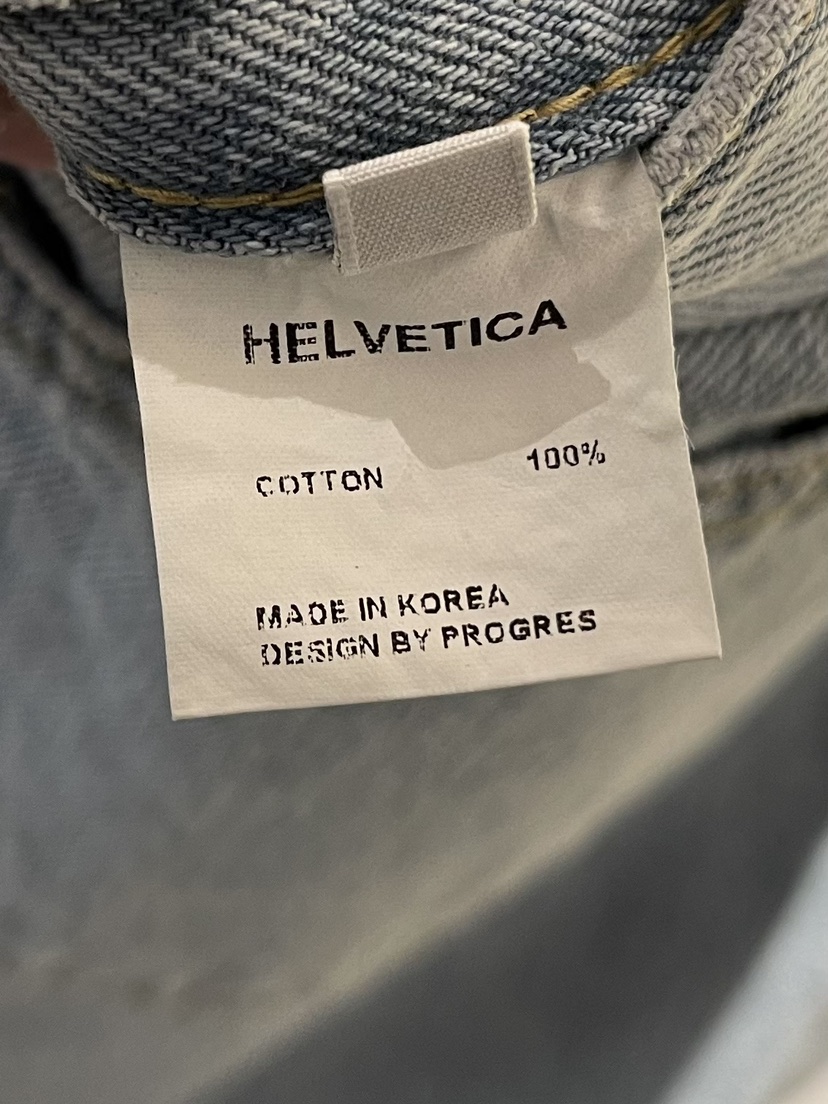 HELVETICA
COTTON 100%
MADE IN KOREA
DESIGN BY PROGRES